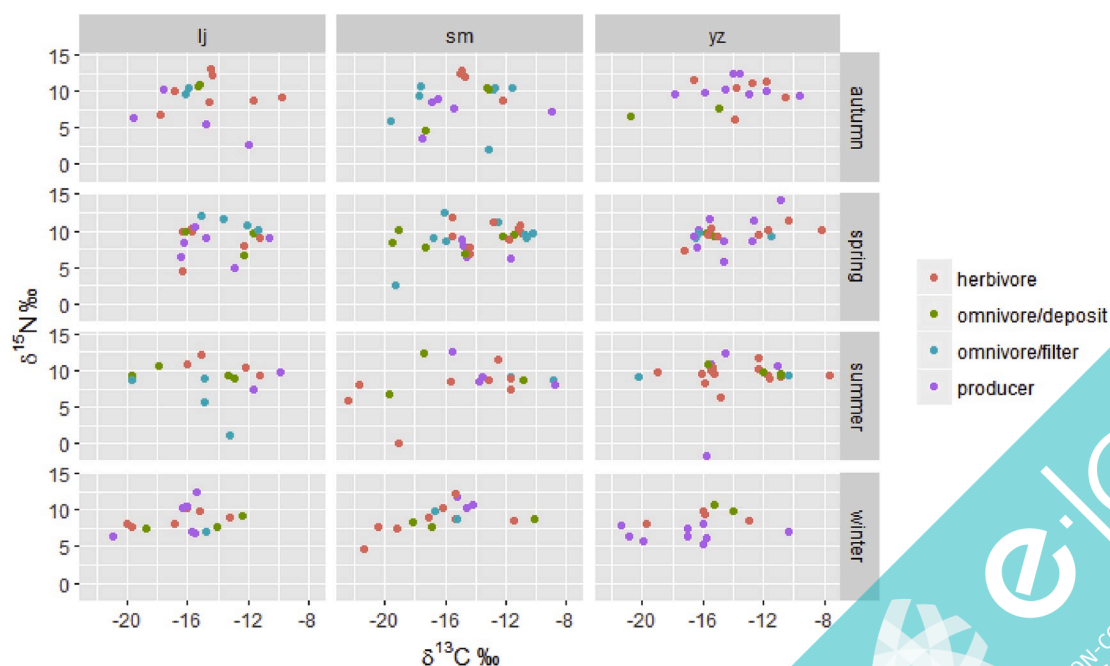 lj sm yz
15
10
5
0
autumn
15
10
5
0
spring
15
10
5
0
summer
15
10
5
0
winter
δ15N ‰
-20 -16 -12 -8 -20 -16 -12 -8 -20 -16 -12 -8
δ13C ‰
herbivore
omnivore/deposit
omnivore/filter
producer